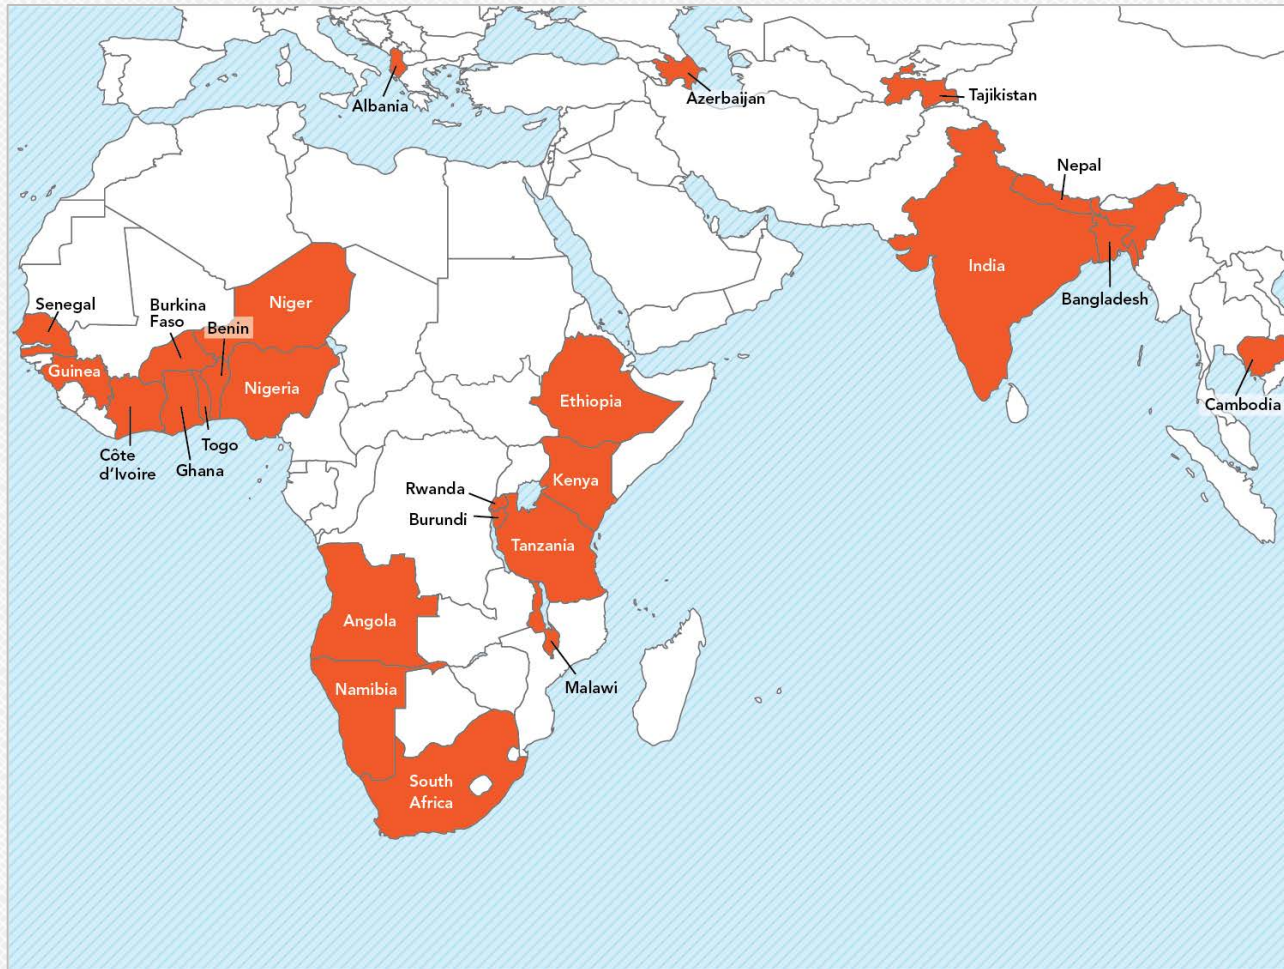 Albania
Azerbaijan
Tajikistan
Nepal
India
Bangladesh
Cambodia
Senegal
Burkina
Faso
Benin
Niger
Guinea
Nigeria
Côte
d'Ivoire
Ghana
Togo
Ethiopia
Kenya
Rwanda
Burundi
Tanzania
Angola
Malawi
Namibia
South
Africa